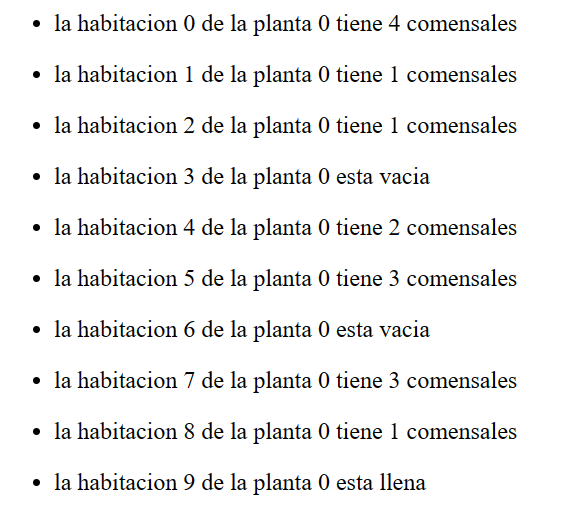 la habitacion 0 de la planta 0 tiene 4 comensales
la habitacion 1 de la planta 0 tiene 1 comensales
la habitacion 2 de la planta 0 tiene 1 comensales
la habitacion 3 de la planta 0 esta vacia
la habitacion 4 de la planta 0 tiene 2 comensales
la habitacion 5 de la planta 0 tiene 3 comensales
la habitacion 6 de la planta 0 esta vacia
la habitacion 7 de la planta 0 tiene 3 comensales
la habitacion 8 de la planta 0 tiene 1 comensales
la habitacion 9 de la planta 0 esta llena